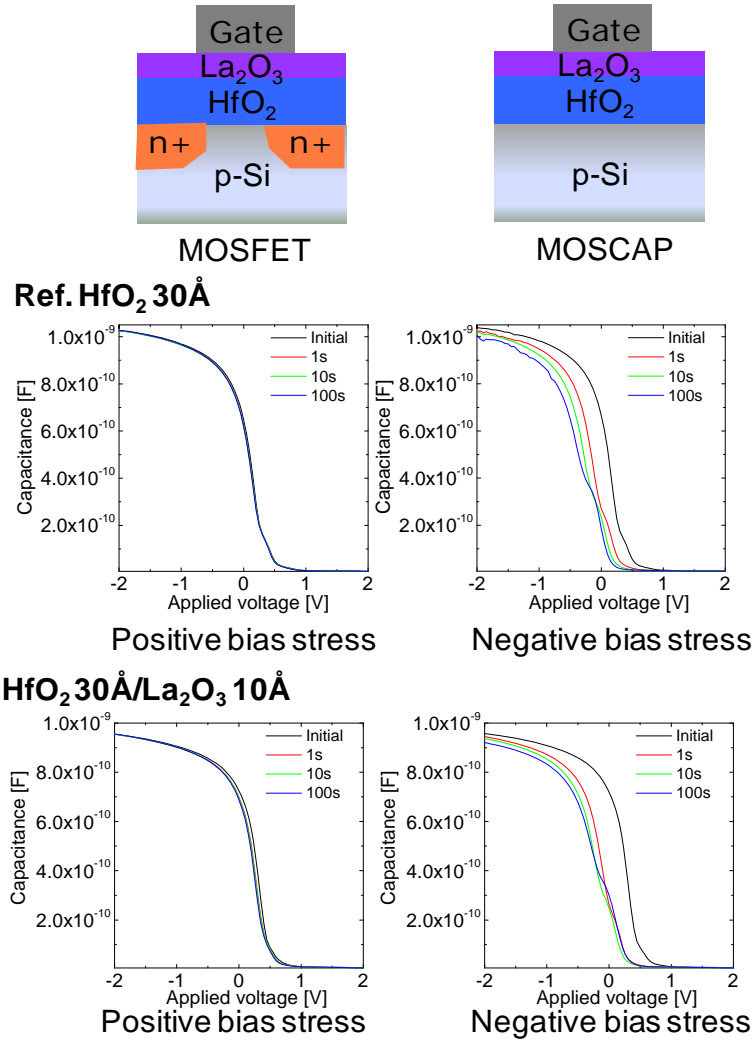 Gate
La₂O₃
HfO₂
n+ n+
p-Si
MOSFET
Gate
La₂O₃
HfO₂
p-Si
MOSCAP
Ref. HfO₂ 30Å
Capacitance [F]
1.0x10⁻⁹
8.0x10⁻¹⁰
6.0x10⁻¹⁰
4.0x10⁻¹⁰
2.0x10⁻¹⁰
Initial
1s
10s
100s
-2 -1 0 1 2
Applied voltage [V]
Positive bias stress
Capacitance [F]
1.0x10⁻⁹
8.0x10⁻¹⁰
6.0x10⁻¹⁰
4.0x10⁻¹⁰
2.0x10⁻¹⁰
Initial
1s
10s
100s
-2 -1 0 1 2
Applied voltage [V]
Negative bias stress
HfO₂ 30Å/La₂O₃ 10Å
Capacitance [F]
1.0x10⁻⁹
8.0x10⁻¹⁰
6.0x10⁻¹⁰
4.0x10⁻¹⁰
2.0x10⁻¹⁰
Initial
1s
10s
100s
-2 -1 0 1 2
Applied voltage [V]
Positive bias stress
Capacitance [F]
1.0x10⁻⁹
8.0x10⁻¹⁰
6.0x10⁻¹⁰
4.0x10⁻¹⁰
2.0x10⁻¹⁰
Initial
1s
10s
100s
-2 -1 0 1 2
Applied voltage [V]
Negative bias stress